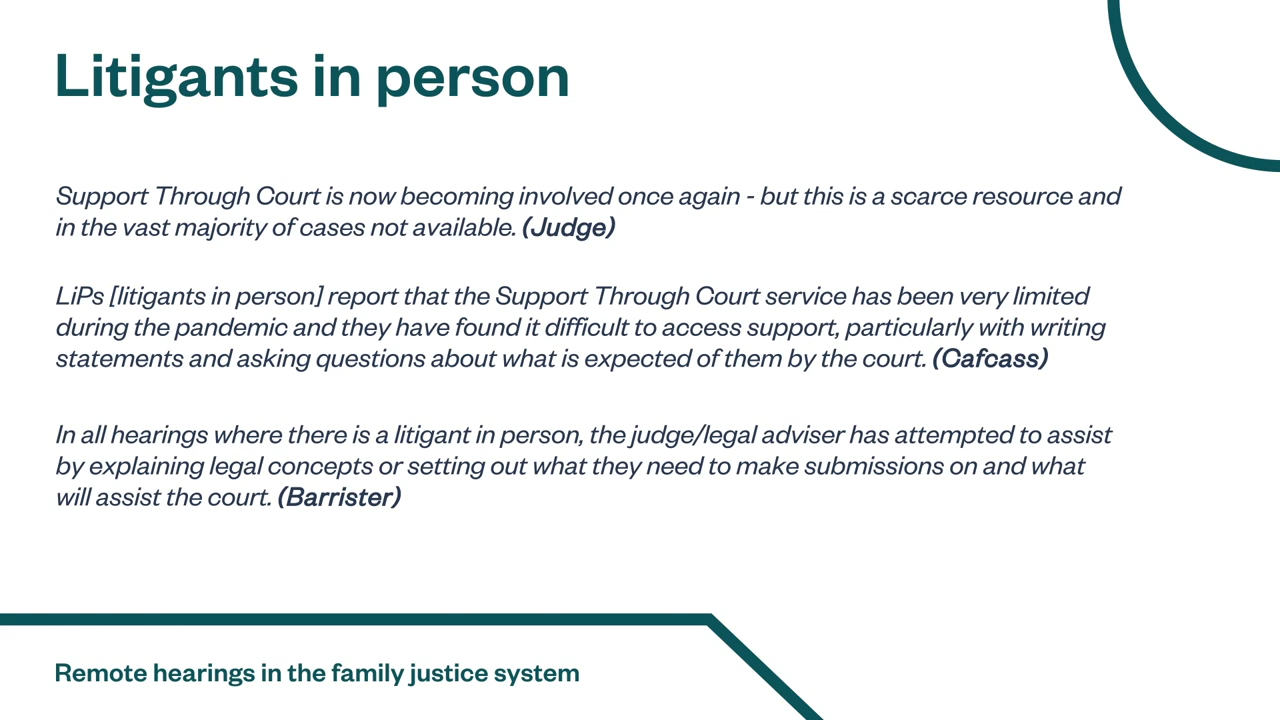 Litigants in person
Support Through Court is now becoming involved once again - but this is a scarce resource and
in the vast majority of cases not available. (Judge)
LiPs [litigants in person] report that the Support Through Court service has been very limited
during the pandemic and they have found it difficult to access support, particularly with writing
statements and asking questions about what is expected of them by the court. (Cafcass)
In all hearings where there is a litigant in person, the judge/legal adviser has attempted to assist
by explaining legal concepts or setting out what they need to make submissions on and what
will assist the court. (Barrister)
Remote hearings in the family justice system